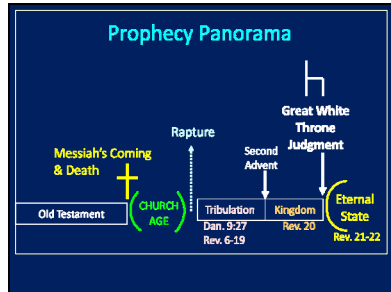 Prophecy Panorama
Great White
Throne
Judgment
Rapture
Second
Advent
Messiah's Coming
& Death
Old Testament
CHURCH
AGE
Tribulation
Kingdom
Eternal
State
Dan. 9:27
Rev. 6-19
Rev. 20
Rev. 21-22